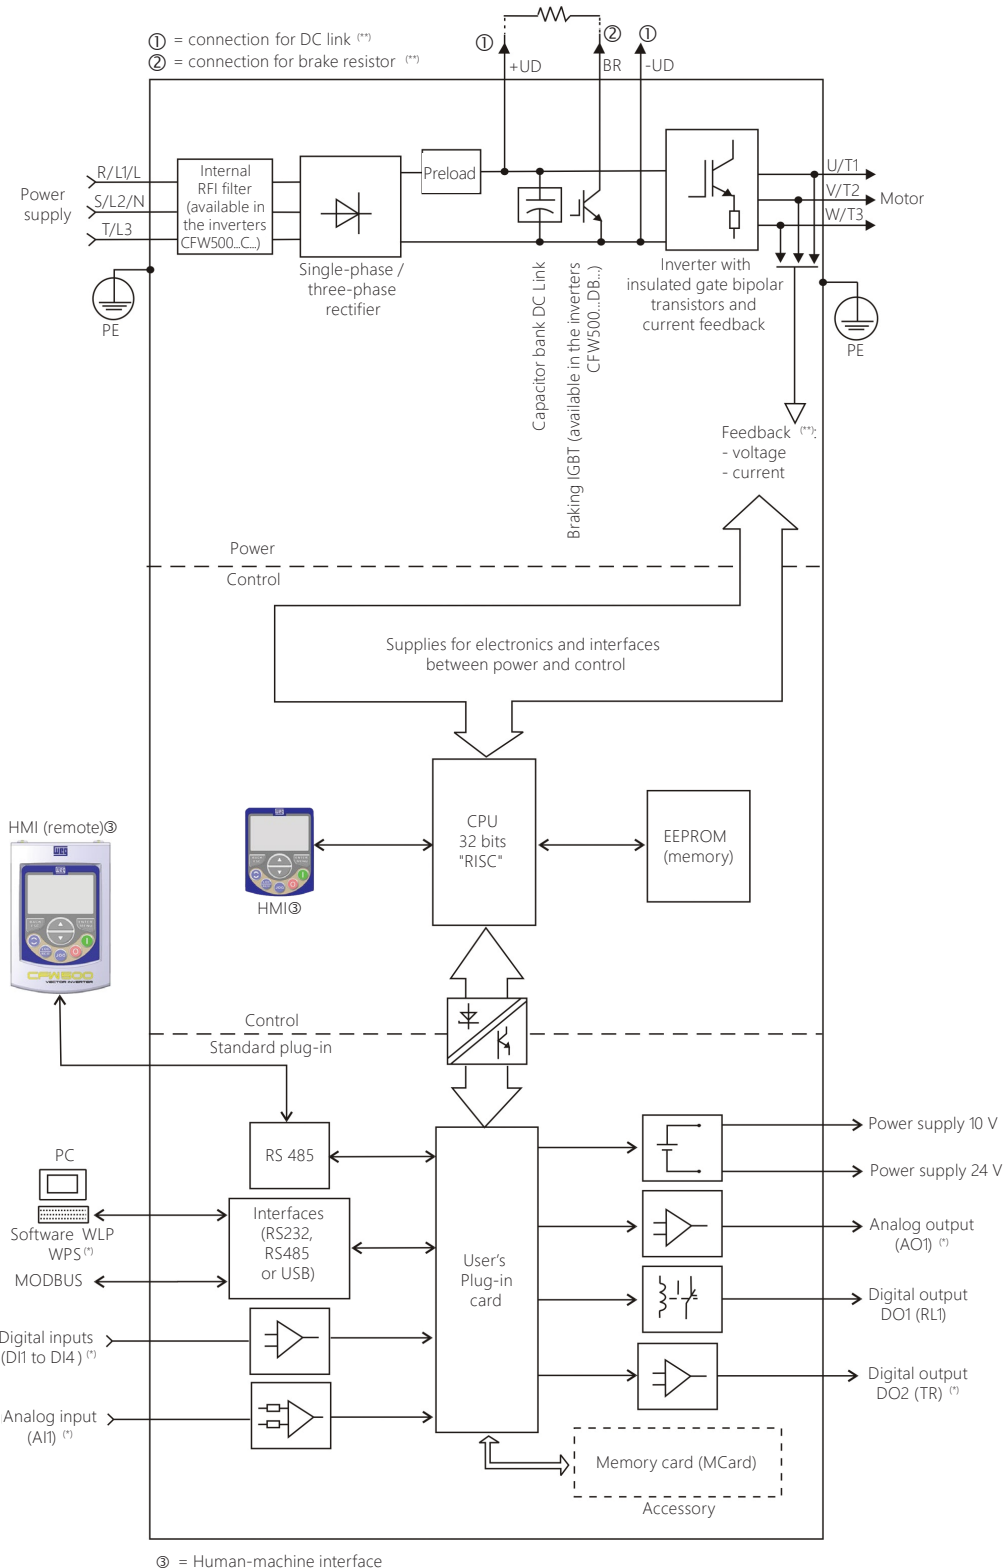 ① = connection for DC link (**)
② = connection for brake resistor (**)
① ② ①
+UD BR -UD
Power
supply
R/L1/L
S/L2/N
T/L3
PE
Internal
RFI filter
(available in
the inverters
CFW500...C...)
Single-phase /
three-phase
rectifier
Preload
Capacitor bank DC Link
Braking IGBT (available in the inverters
CFW500...DB...)
Inverter with
insulated gate bipolar
transistors and
current feedback
U/T1
V/T2
W/T3
Motor
PE
Feedback (**):
- voltage
- current
Power
Control
Supplies for electronics and interfaces
between power and control
CPU
32 bits
"RISC"
EEPROM
(memory)
HMI③
HMI (remote)③
WEG
CFW500
VECTOR INVERTER
Control
Standard plug-in
RS 485
PC
Software WLP
WPS(*)
MODBUS
Interfaces
(RS232,
RS485
or USB)
Digital inputs
(DI1 to DI4) (*)
Analog input
(AI1) (*)
User's
Plug-in
card
Power supply 10 V
Power supply 24 V
Analog output
(AO1) (*)
Digital output
DO1 (RL1)
Digital output
DO2 (TR) (*)
Memory card (MCard)
Accessory
③ = Human-machine interface